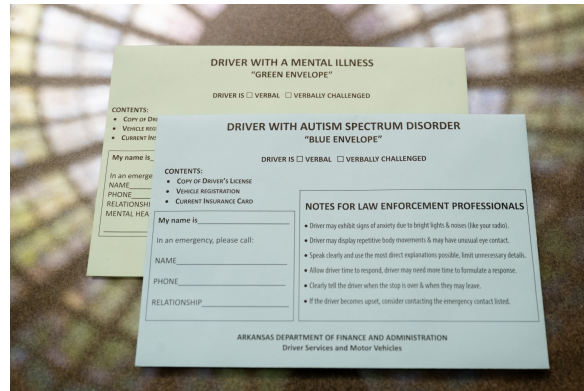 DRIVER WITH A MENTAL ILLNESS
"GREEN ENVELOPE"
DRIVER IS ☐ VERBAL ☐ VERBALLY CHALLENGED
CONTENTS:
• COPY OF
• VEHICLE
• CURRENT
My name is
In an emerge
NAME
PHONE
RELATIONSHI
MENTAL HEA
DRIVER WITH AUTISM SPECTRUM DISORDER
"BLUE ENVELOPE"
DRIVER IS ☐ VERBAL ☐ VERBALLY CHALLENGED
CONTENTS:
• COPY OF DRIVER'S LICENSE
• VEHICLE REGISTRATION
• CURRENT INSURANCE CARD
My name is
In an emergency, please call:
NAME
PHONE
RELATIONSHIP
NOTES FOR LAW ENFORCEMENT PROFESSIONALS
• Driver may exhibit signs of anxiety due to bright lights & noises (like your radio).
• Driver may display repetitive body movements & may have unusual eye contact.
• Speak clearly and use the most direct explanations possible, limit unnecessary details.
• Allow driver time to respond, driver may need more time to formulate a response.
• Clearly tell the driver when the stop is over & when they may leave.
• If the driver becomes upset, consider contacting the emergency contact listed.
ARKANSAS DEPARTMENT OF FINANCE AND ADMINISTRATION
Driver Services and Motor Vehicles